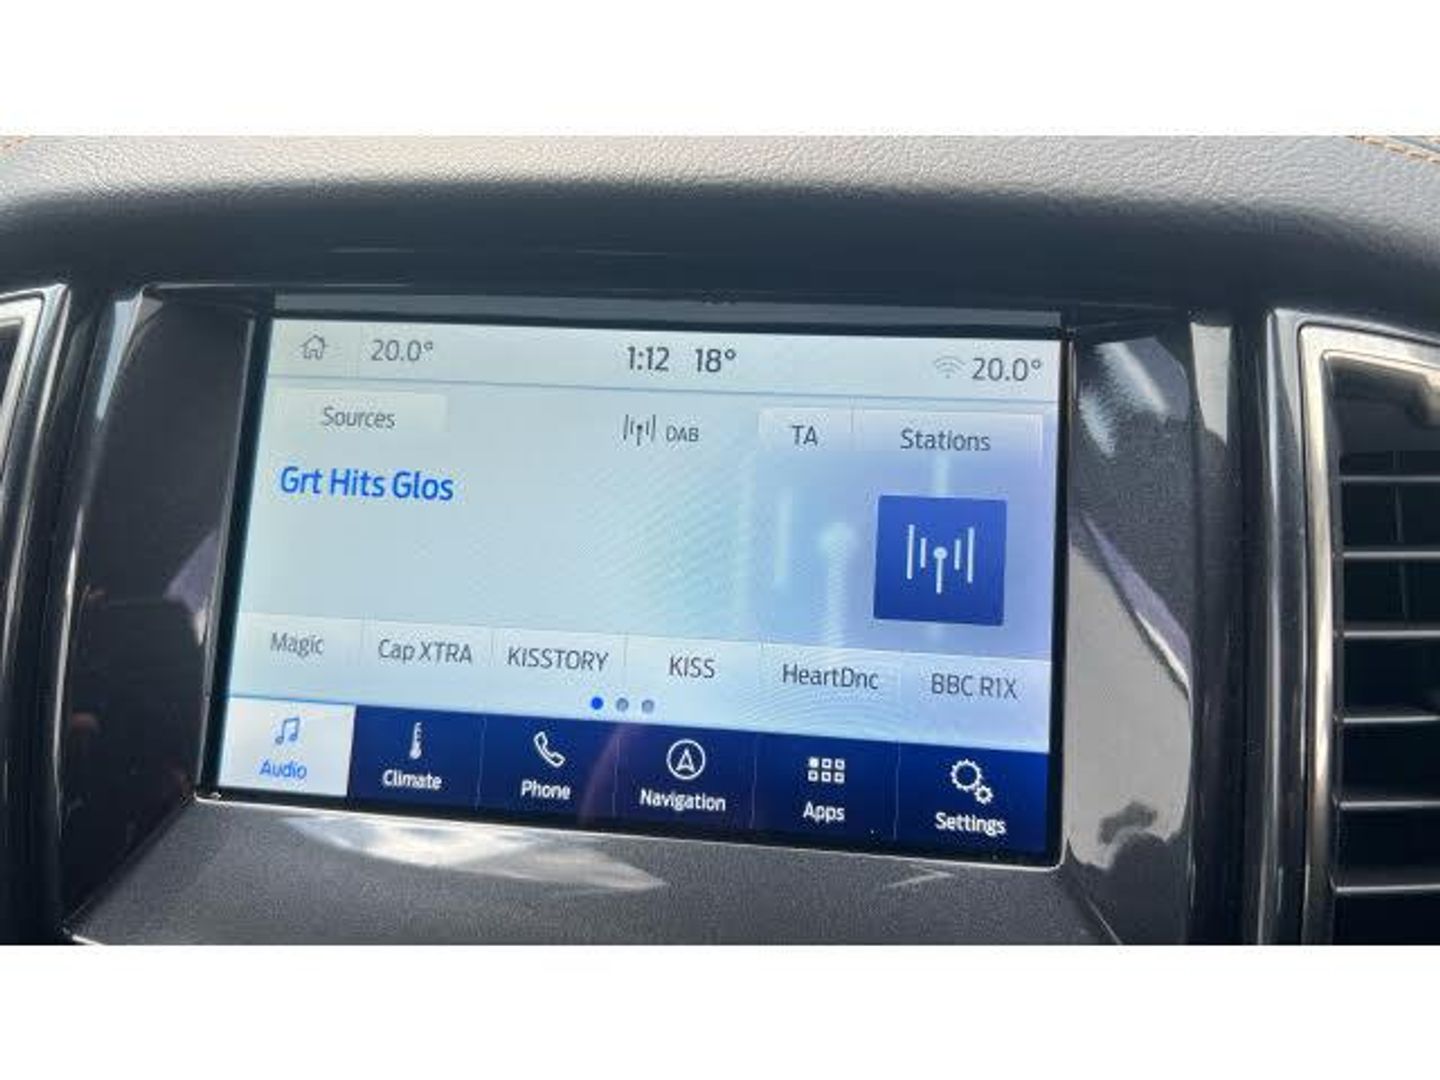 20.0° 1:12 18° 20.0°
Sources DAB TA Stations
Grt Hits Glos
Magic Cap XTRA KISSTORY KISS HeartDnc BBC R1X
Audio Climate Phone Navigation Apps Settings